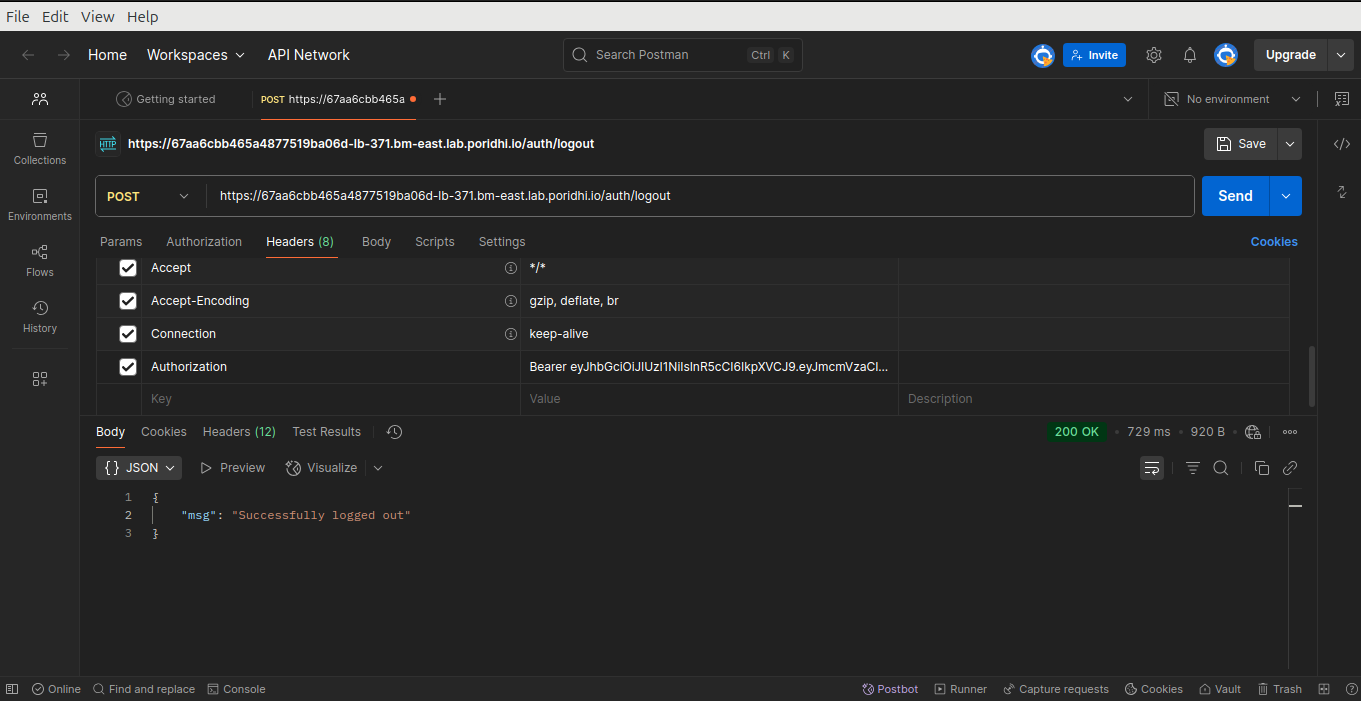 File Edit View Help
Home Workspaces API Network Search Postman Ctrl K Invite Upgrade
Getting started POST https://67aa6cbb465a No environment
HTTP https://67aa6cbb465a4877519ba06d-lb-371.bm-east.lab.poridhi.io/auth/logout Save
Collections
POST https://67aa6cbb465a4877519ba06d-lb-371.bm-east.lab.poridhi.io/auth/logout Send
Environments
Params Authorization Headers (8) Body Scripts Settings Cookies
Flows
Accept */*
Accept-Encoding gzip, deflate, br
History
Connection keep-alive
Authorization Bearer eyJhbGciOiJIUzI1NiIsInR5cCI6IkpXVCJ9.eyJmcmVzaCI...
Key Value Description
Body Cookies Headers (12) Test Results 200 OK • 729 ms • 920 B
{} JSON Preview Visualize
1 {
2 "msg": "Successfully logged out"
3 }
Online Find and replace Console Postbot Runner Capture requests Cookies Vault Trash